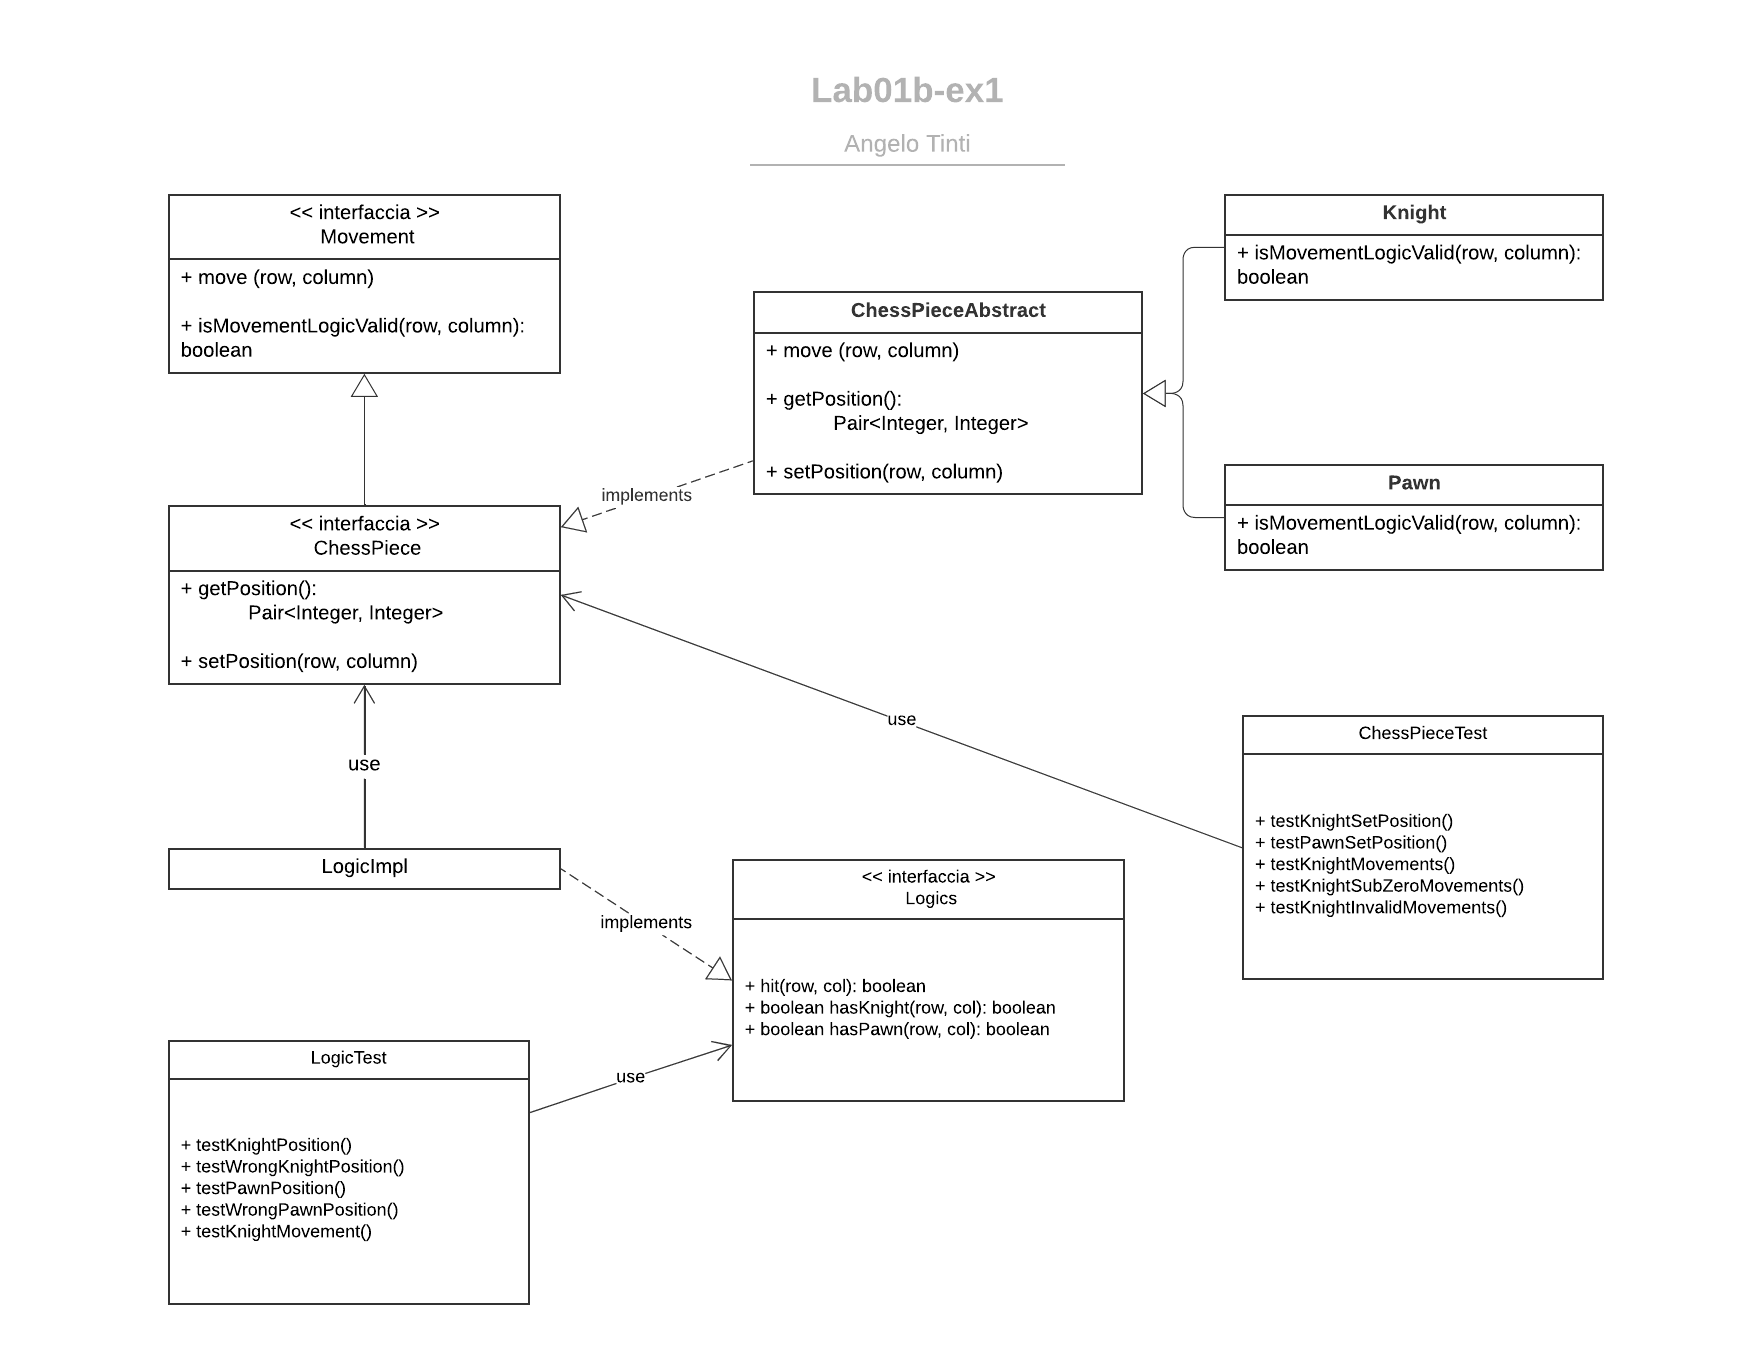 Lab01b-ex1
Angelo Tinti
<< interfaccia >>
Movement
+ move (row, column)
+ isMovementLogicValid(row, column):
boolean
ChessPieceAbstract
+ move (row, column)
+ getPosition():
Pair<Integer, Integer>
+ setPosition(row, column)
Knight
+ isMovementLogicValid(row, column):
boolean
Pawn
+ isMovementLogicValid(row, column):
boolean
implements
<< interfaccia >>
ChessPiece
+ getPosition():
Pair<Integer, Integer>
+ setPosition(row, column)
use
use
ChessPieceTest
+ testKnightSetPosition()
+ testPawnSetPosition()
+ testKnightMovements()
+ testKnightSubZeroMovements()
+ testKnightInvalidMovements()
LogicImpl
implements
<< interfaccia >>
Logics
+ hit(row, col): boolean
+ boolean hasKnight(row, col): boolean
+ boolean hasPawn(row, col): boolean
use
LogicTest
+ testKnightPosition()
+ testWrongKnightPosition()
+ testPawnPosition()
+ testWrongPawnPosition()
+ testKnightMovement()